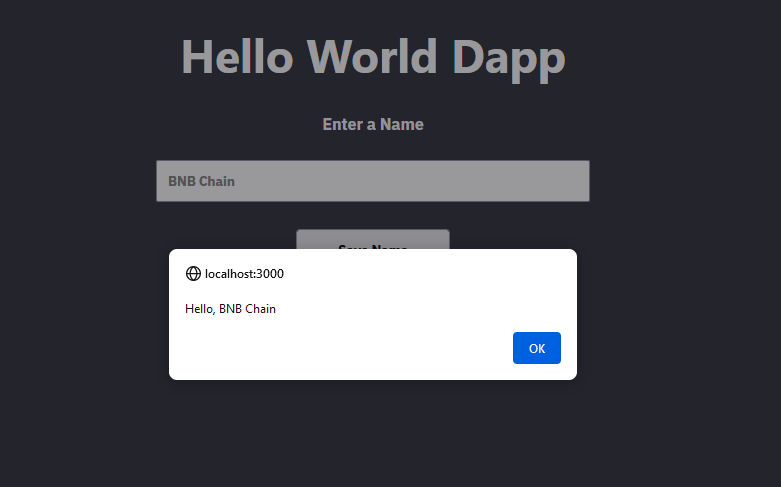 Hello World Dapp
Enter a Name
BNB Chain
Save Name
localhost:3000
Hello, BNB Chain
OK